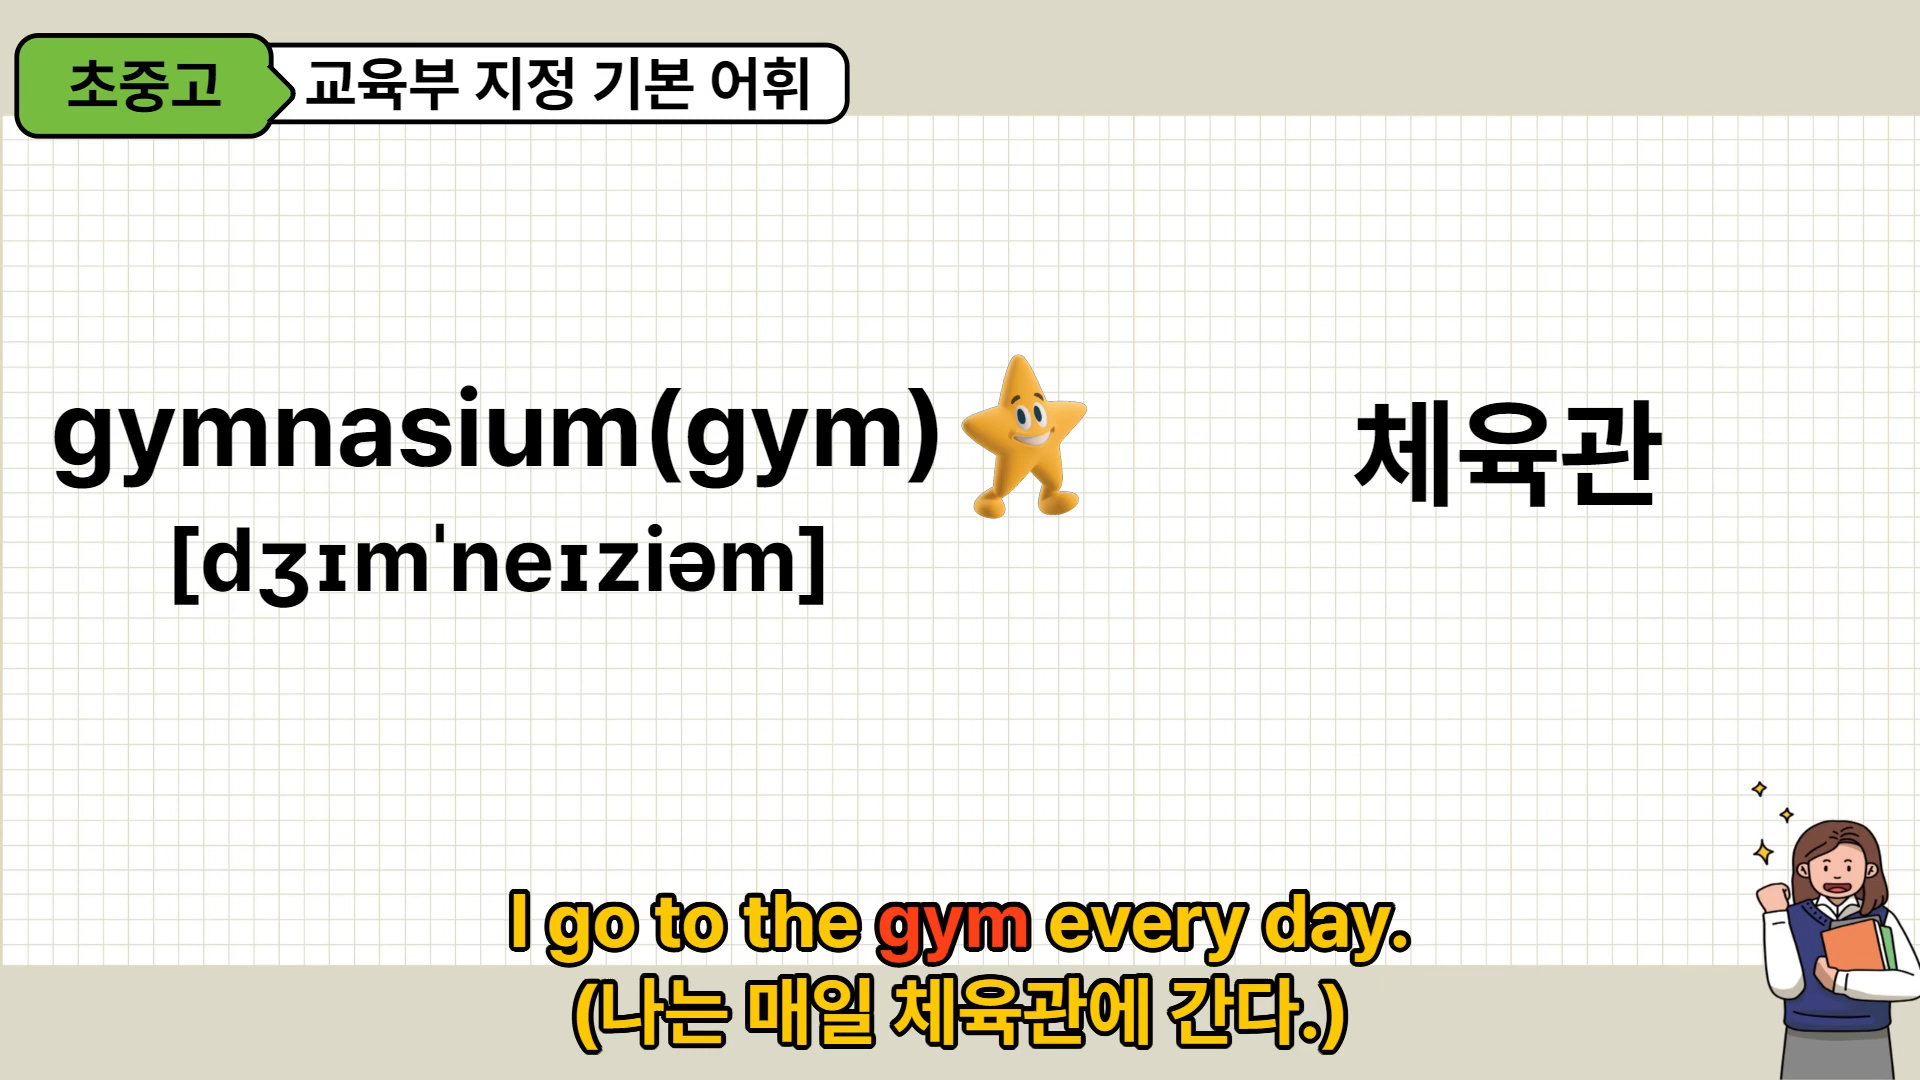 초중고
교육부 지정 기본 어휘
gymnasium(gym)
[dʒɪmˈneɪziəm]
체육관
I go to the gym every day.
(나는 매일 체육관에 간다.)